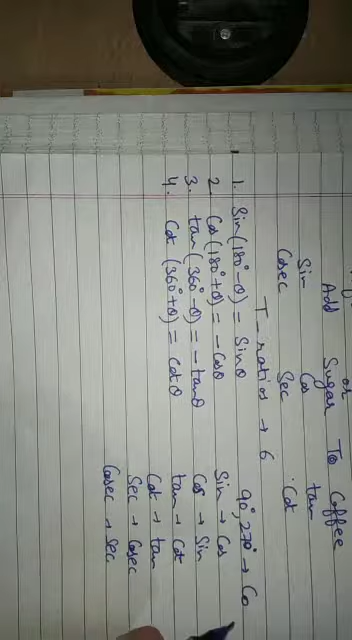 or
Add Sugar To Coffee
Sin Cos tan
Cosec Sec Cot
T-ratios → 6
1. Sin (180° - θ) = Sinθ
2. Cos (180° + θ) = - Cosθ
3. tan (360° - θ) = - tanθ
4. Cot (360° + θ) = Cotθ
90°, 270° → Co
Sin → Cos
Cos → Sin
tan → Cot
Cot → tan
Sec → Cosec
Cosec → Sec